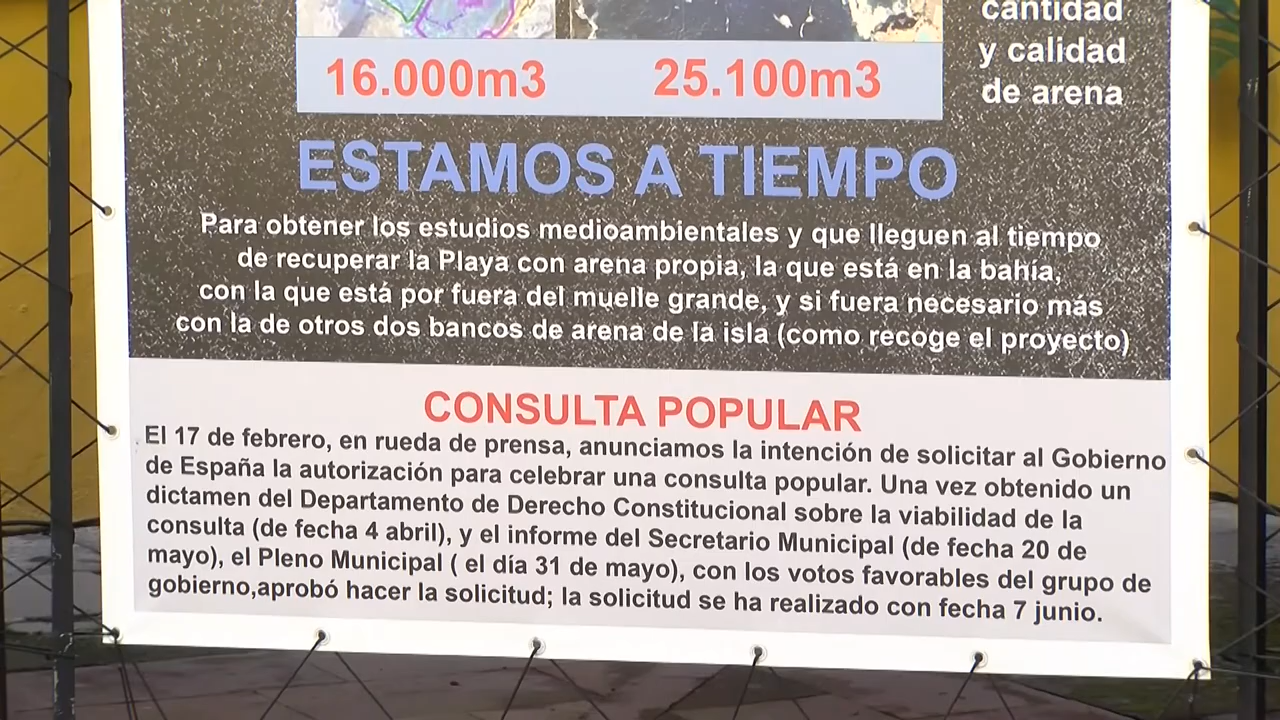 cantidad
y calidad
de arena
16.000m3
25.100m3
ESTAMOS A TIEMPO
Para obtener los estudios medioambientales y que lleguen al tiempo
de recuperar la Playa con arena propia, la que está en la bahía,
con la que está por fuera del muelle grande, y si fuera necesario más
con la de otros dos bancos de arena de la isla (como recoge el proyecto)
CONSULTA POPULAR
El 17 de febrero, en rueda de prensa, anunciamos la intención de solicitar al Gobierno
de España la autorización para celebrar una consulta popular. Una vez obtenido un
dictamen del Departamento de Derecho Constitucional sobre la viabilidad de la
consulta (de fecha 4 abril), y el informe del Secretario Municipal (de fecha 20 de
mayo), el Pleno Municipal ( el día 31 de mayo), con los votos favorables del grupo de
gobierno,aprobó hacer la solicitud; la solicitud se ha realizado con fecha 7 junio.